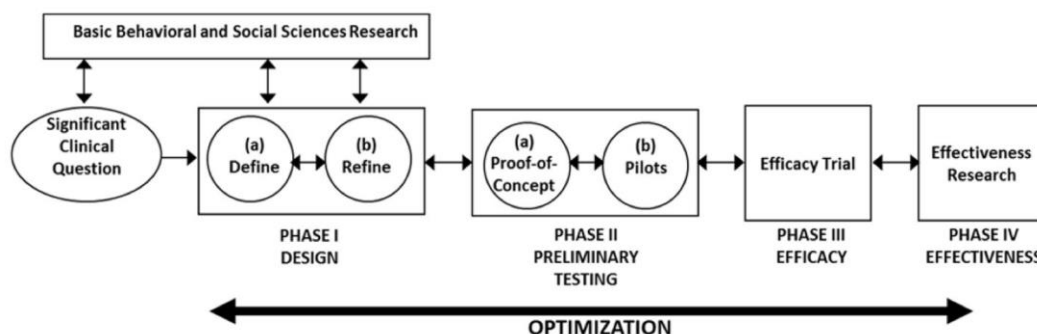 Basic Behavioral and Social Sciences Research
Significant
Clinical
Question
(a)
Define
(b)
Refine
(a)
Proof-of-
Concept
(b)
Pilots
Efficacy Trial
Effectiveness
Research
PHASE I
DESIGN
PHASE II
PRELIMINARY
TESTING
PHASE III
EFFICACY
PHASE IV
EFFECTIVENESS
OPTIMIZATION